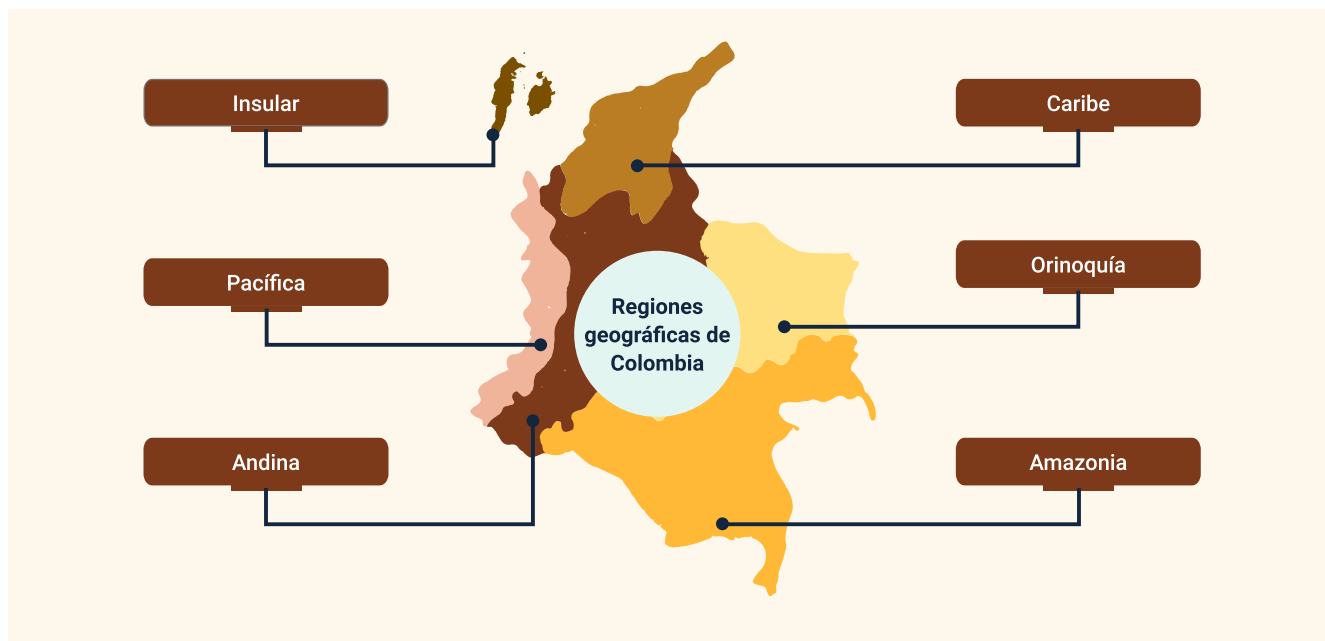 Insular
Caribe
Pacífica
Orinoquía
Regiones
geográficas de
Colombia
Andina
Amazonia